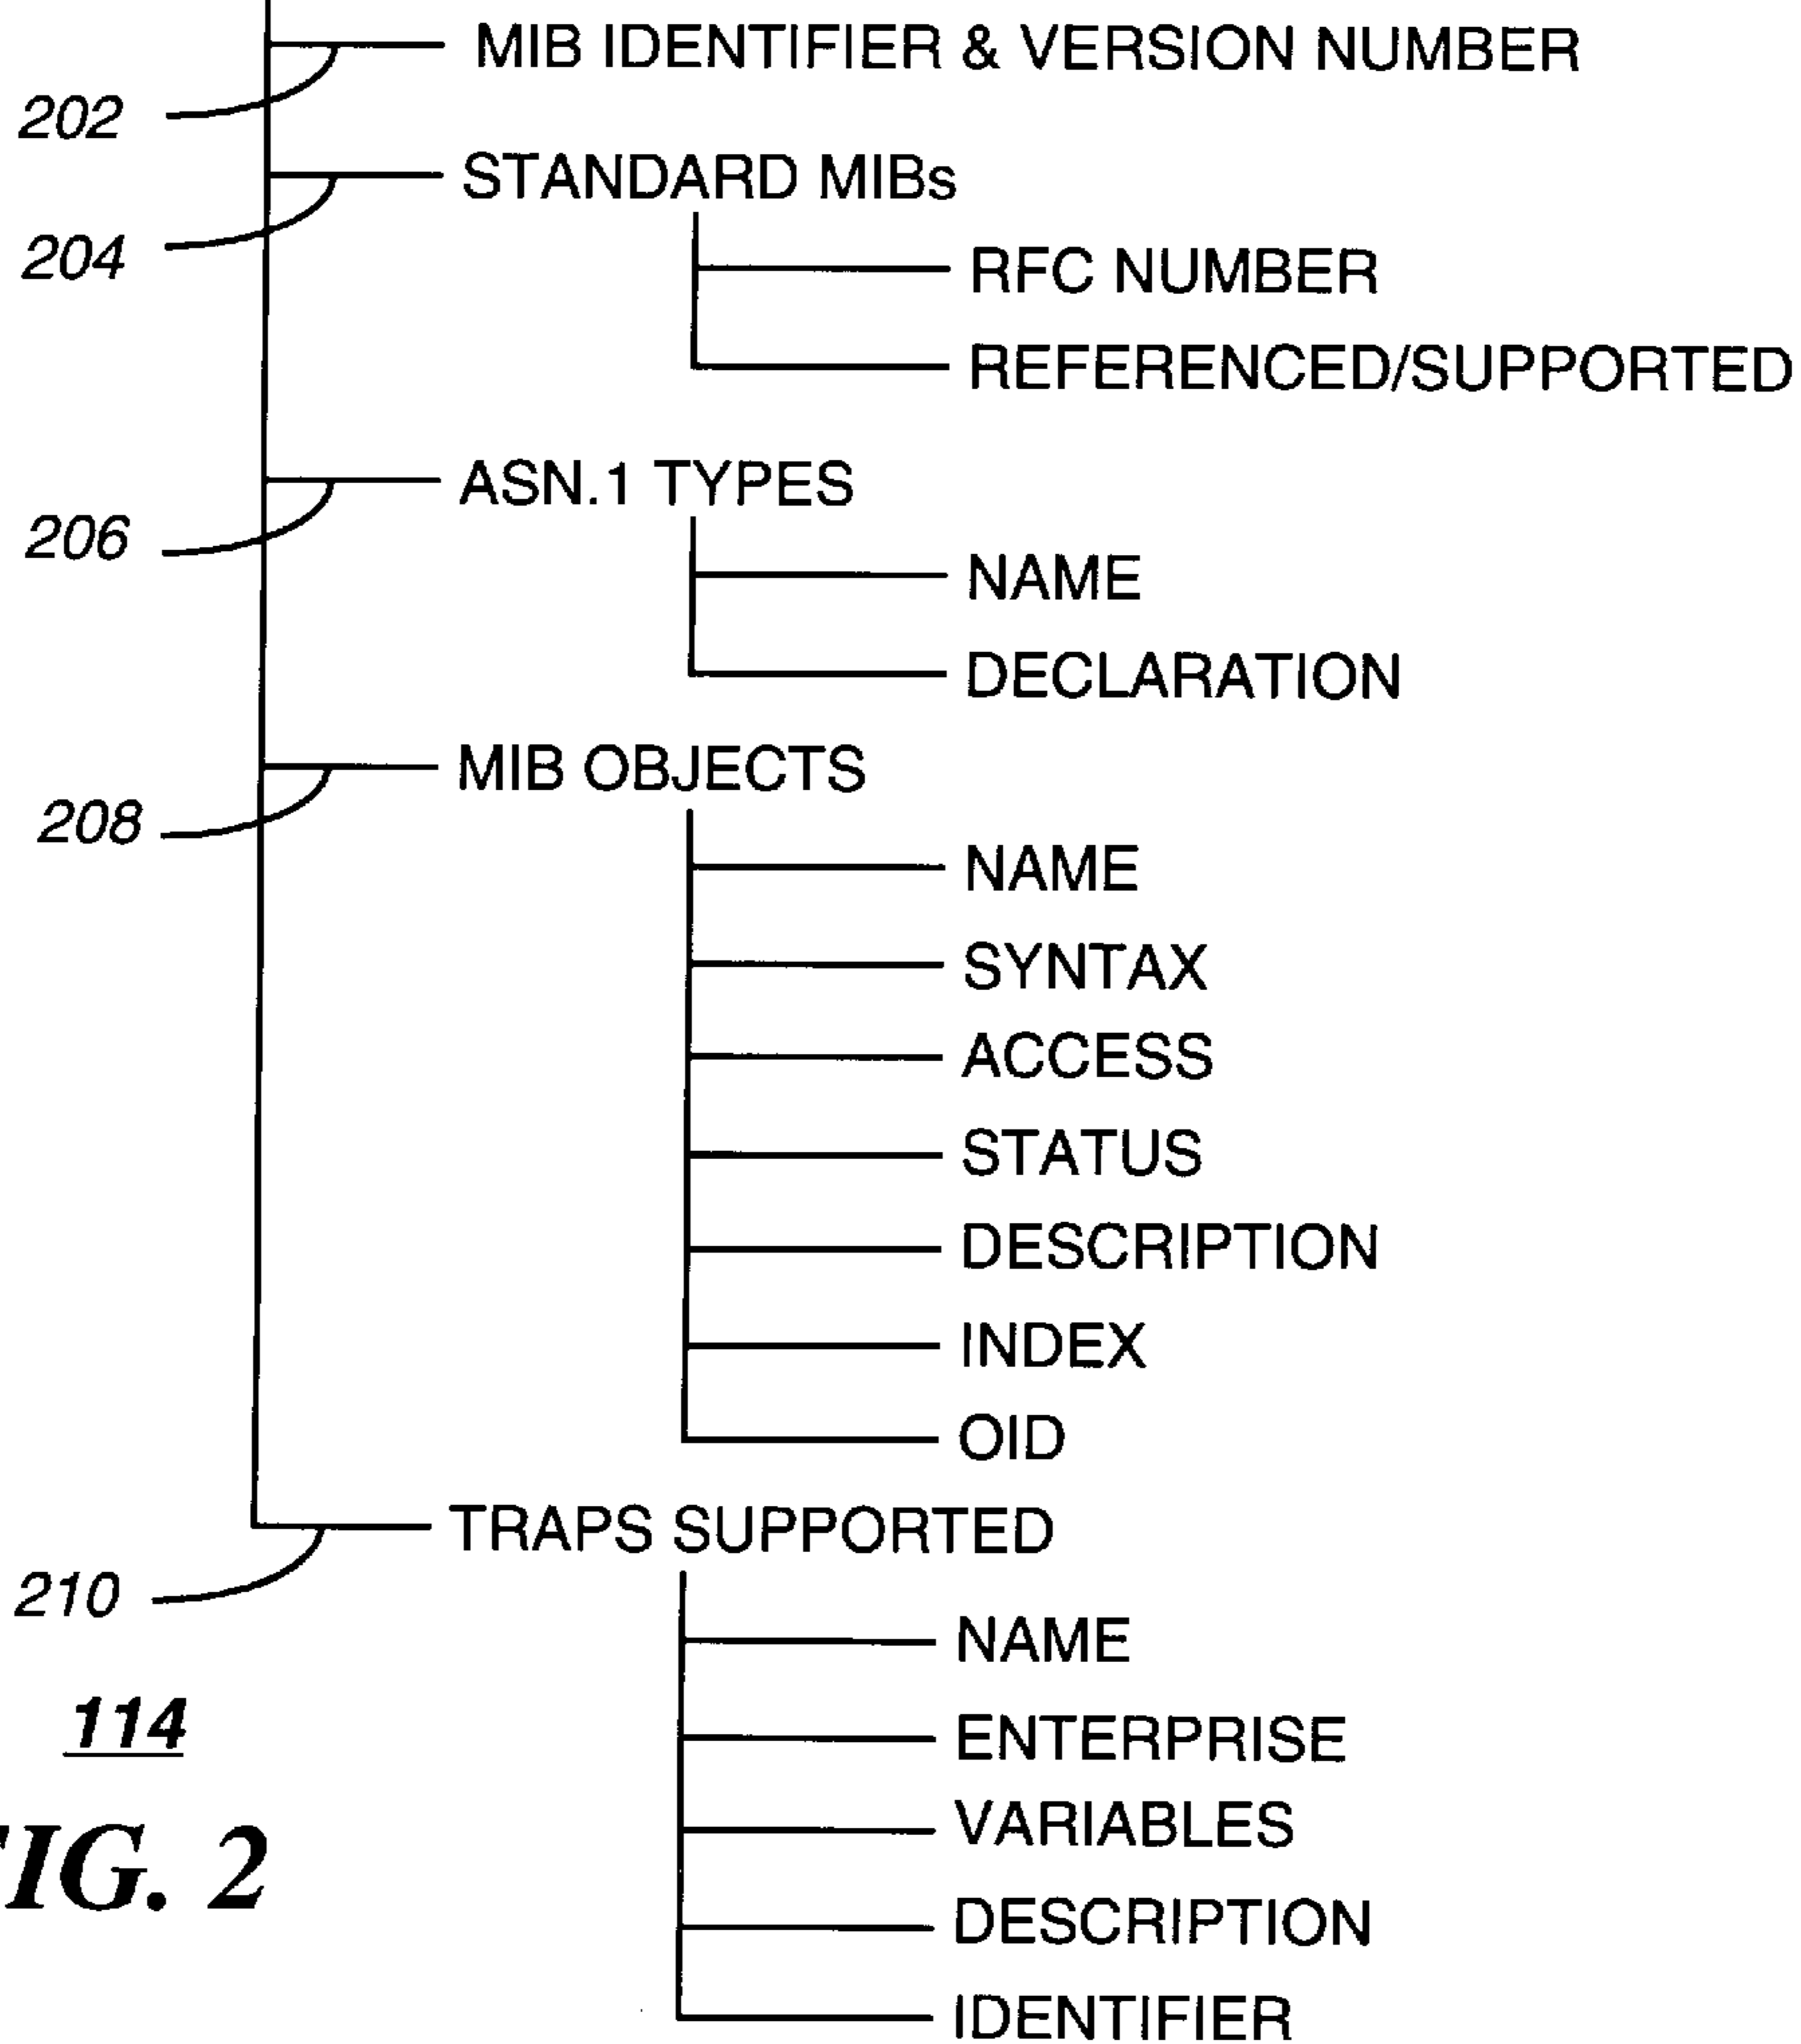 MIB IDENTIFIER & VERSION NUMBER
202
STANDARD MIBs
204
RFC NUMBER
REFERENCED/SUPPORTED
ASN.1 TYPES
206
NAME
DECLARATION
MIB OBJECTS
208
NAME
SYNTAX
ACCESS
STATUS
DESCRIPTION
INDEX
OID
TRAPS SUPPORTED
210
NAME
114
ENTERPRISE
VARIABLES
FIG. 2
DESCRIPTION
IDENTIFIER